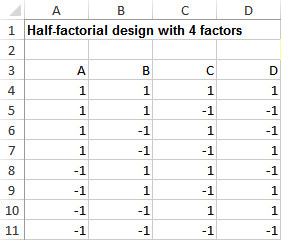 A B C D
1 Half-factorial design with 4 factors
2
3 A B C D
4 1 1 1 1
5 1 1 -1 -1
6 1 -1 1 -1
7 1 -1 -1 1
8 -1 1 1 -1
9 -1 1 -1 1
10 -1 -1 1 1
11 -1 -1 -1 -1